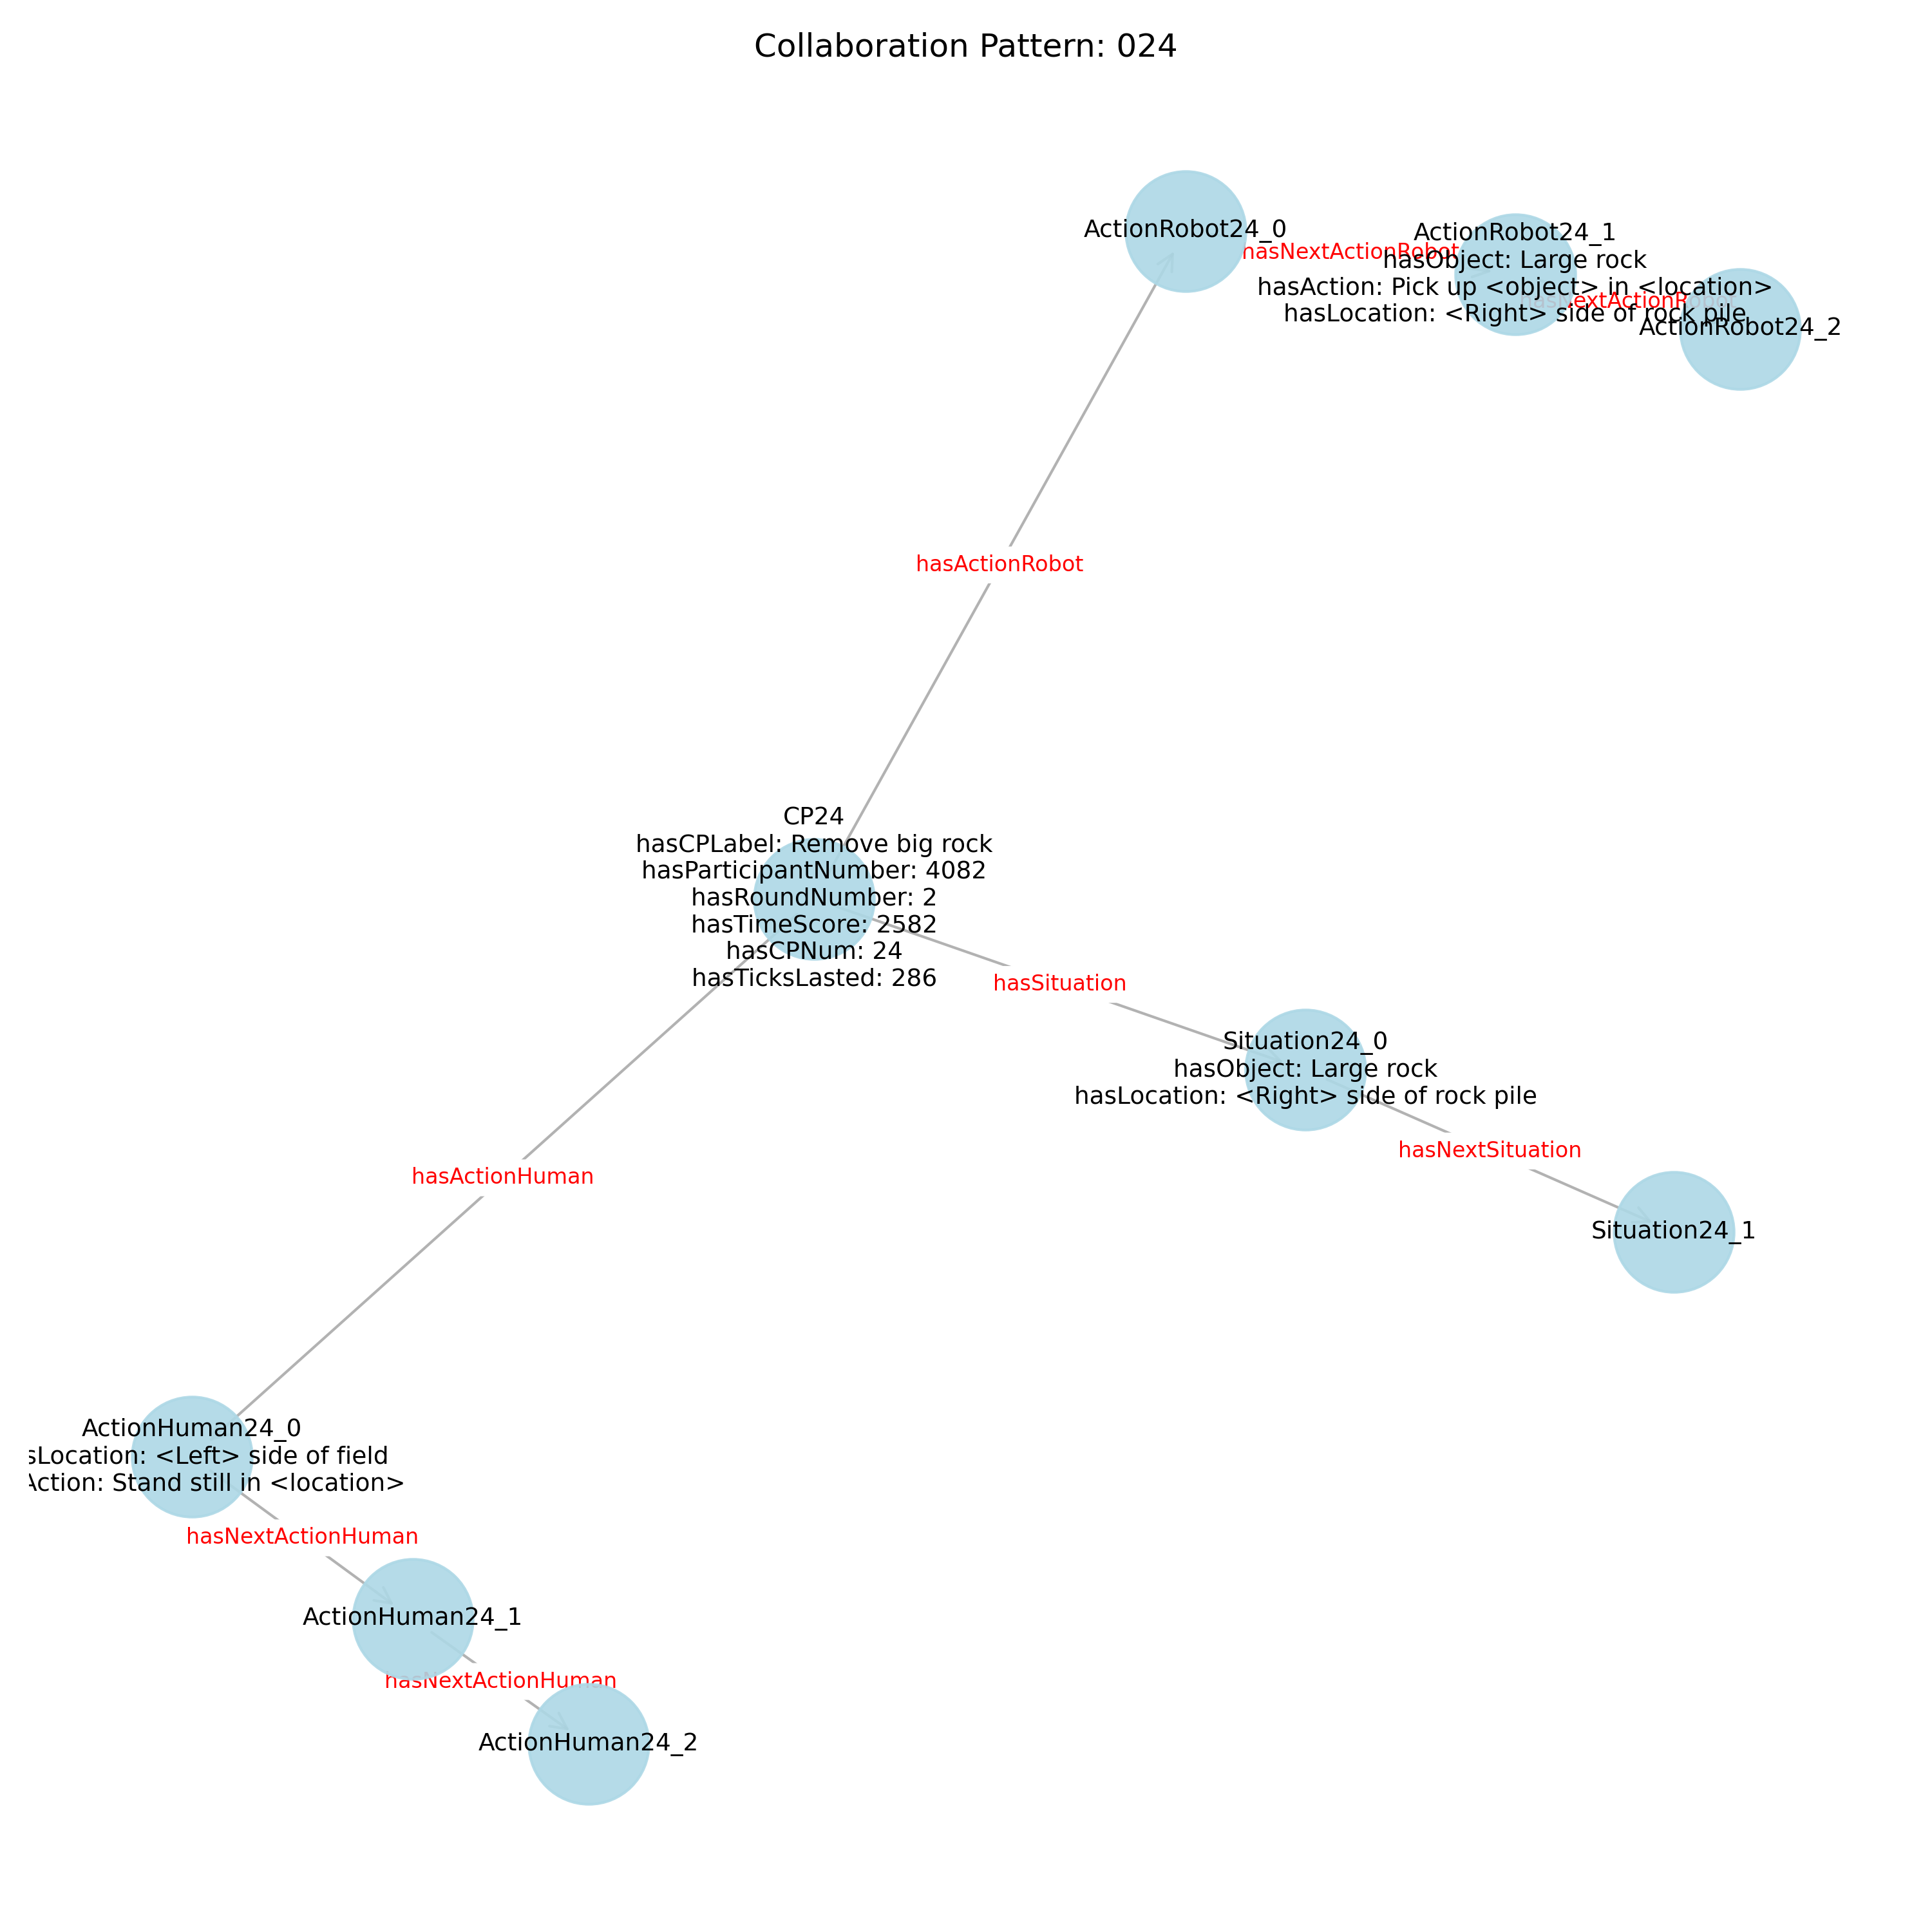 Collaboration Pattern: 024
ActionRobot24_0
hasNextActionRobot
ActionRobot24_1
hasObject: Large rock
hasAction: Pick up <object> in <location>
hasLocation: <Right> side of rock pile
hasNextActionRobot
ActionRobot24_2
hasActionRobot
CP24
hasCPLabel: Remove big rock
hasParticipantNumber: 4082
hasRoundNumber: 2
hasTimeScore: 2582
hasCPNum: 24
hasTicksLasted: 286
hasSituation
Situation24_0
hasObject: Large rock
hasLocation: <Right> side of rock pile
hasNextSituation
Situation24_1
hasActionHuman
ActionHuman24_0
sLocation: <Left> side of field
Action: Stand still in <location>
hasNextActionHuman
ActionHuman24_1
hasNextActionHuman
ActionHuman24_2